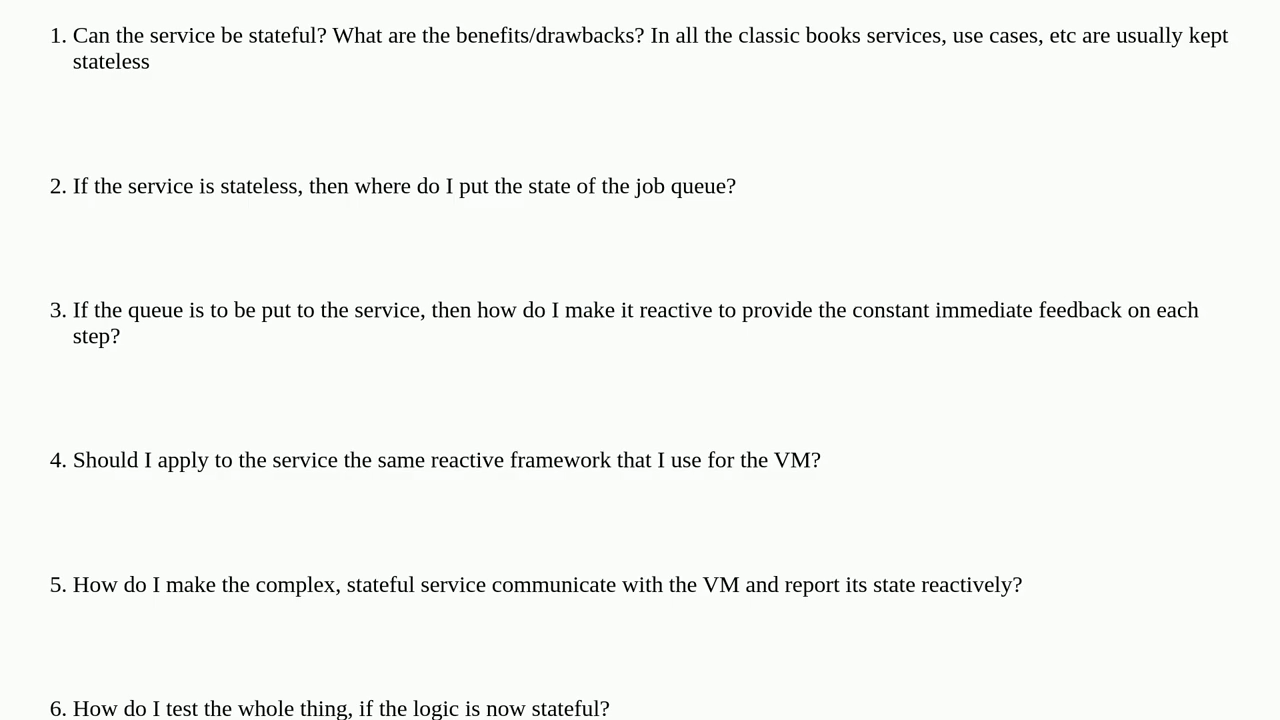 1. Can the service be stateful? What are the benefits/drawbacks? In all the classic books services, use cases, etc are usually kept
stateless
2. If the service is stateless, then where do I put the state of the job queue?
3. If the queue is to be put to the service, then how do I make it reactive to provide the constant immediate feedback on each
step?
4. Should I apply to the service the same reactive framework that I use for the VM?
5. How do I make the complex, stateful service communicate with the VM and report its state reactively?
6. How do I test the whole thing, if the logic is now stateful?